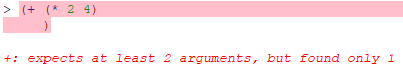 > (+ (* 2 4)
)
+: expects at least 2 arguments, but found only 1